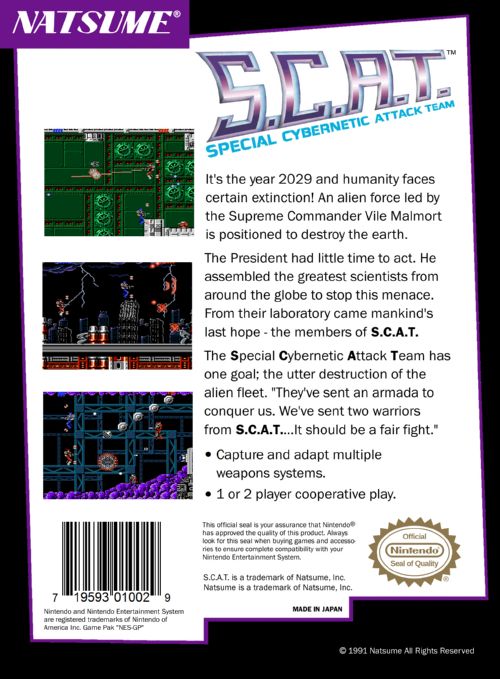 NATSUME®
S.C.A.T.™
SPECIAL CYBERNETIC ATTACK TEAM
It's the year 2029 and humanity faces
certain extinction! An alien force led by
the Supreme Commander Vile Malmort
is positioned to destroy the earth.
The President had little time to act. He
assembled the greatest scientists from
around the globe to stop this menace.
From their laboratory came mankind's
last hope - the members of S.C.A.T.
The Special Cybernetic Attack Team has
one goal; the utter destruction of the
alien fleet. "They've sent an armada to
conquer us. We've sent two warriors
from S.C.A.T....It should be a fair fight."
• Capture and adapt multiple
weapons systems.
• 1 or 2 player cooperative play.
7 19593 01002 9
Nintendo and Nintendo Entertainment System
are registered trademarks of Nintendo of
America Inc. Game Pak "NES-GP"
This official seal is your assurance that Nintendo®
has approved the quality of this product. Always
look for this seal when buying games and accesso-
ries to ensure complete compatibility with your
Nintendo Entertainment System.
S.C.A.T. is a trademark of Natsume, Inc.
Natsume is a trademark of Natsume, Inc.
Official
Nintendo
Seal of Quality
®
MADE IN JAPAN
© 1991 Natsume All Rights Reserved